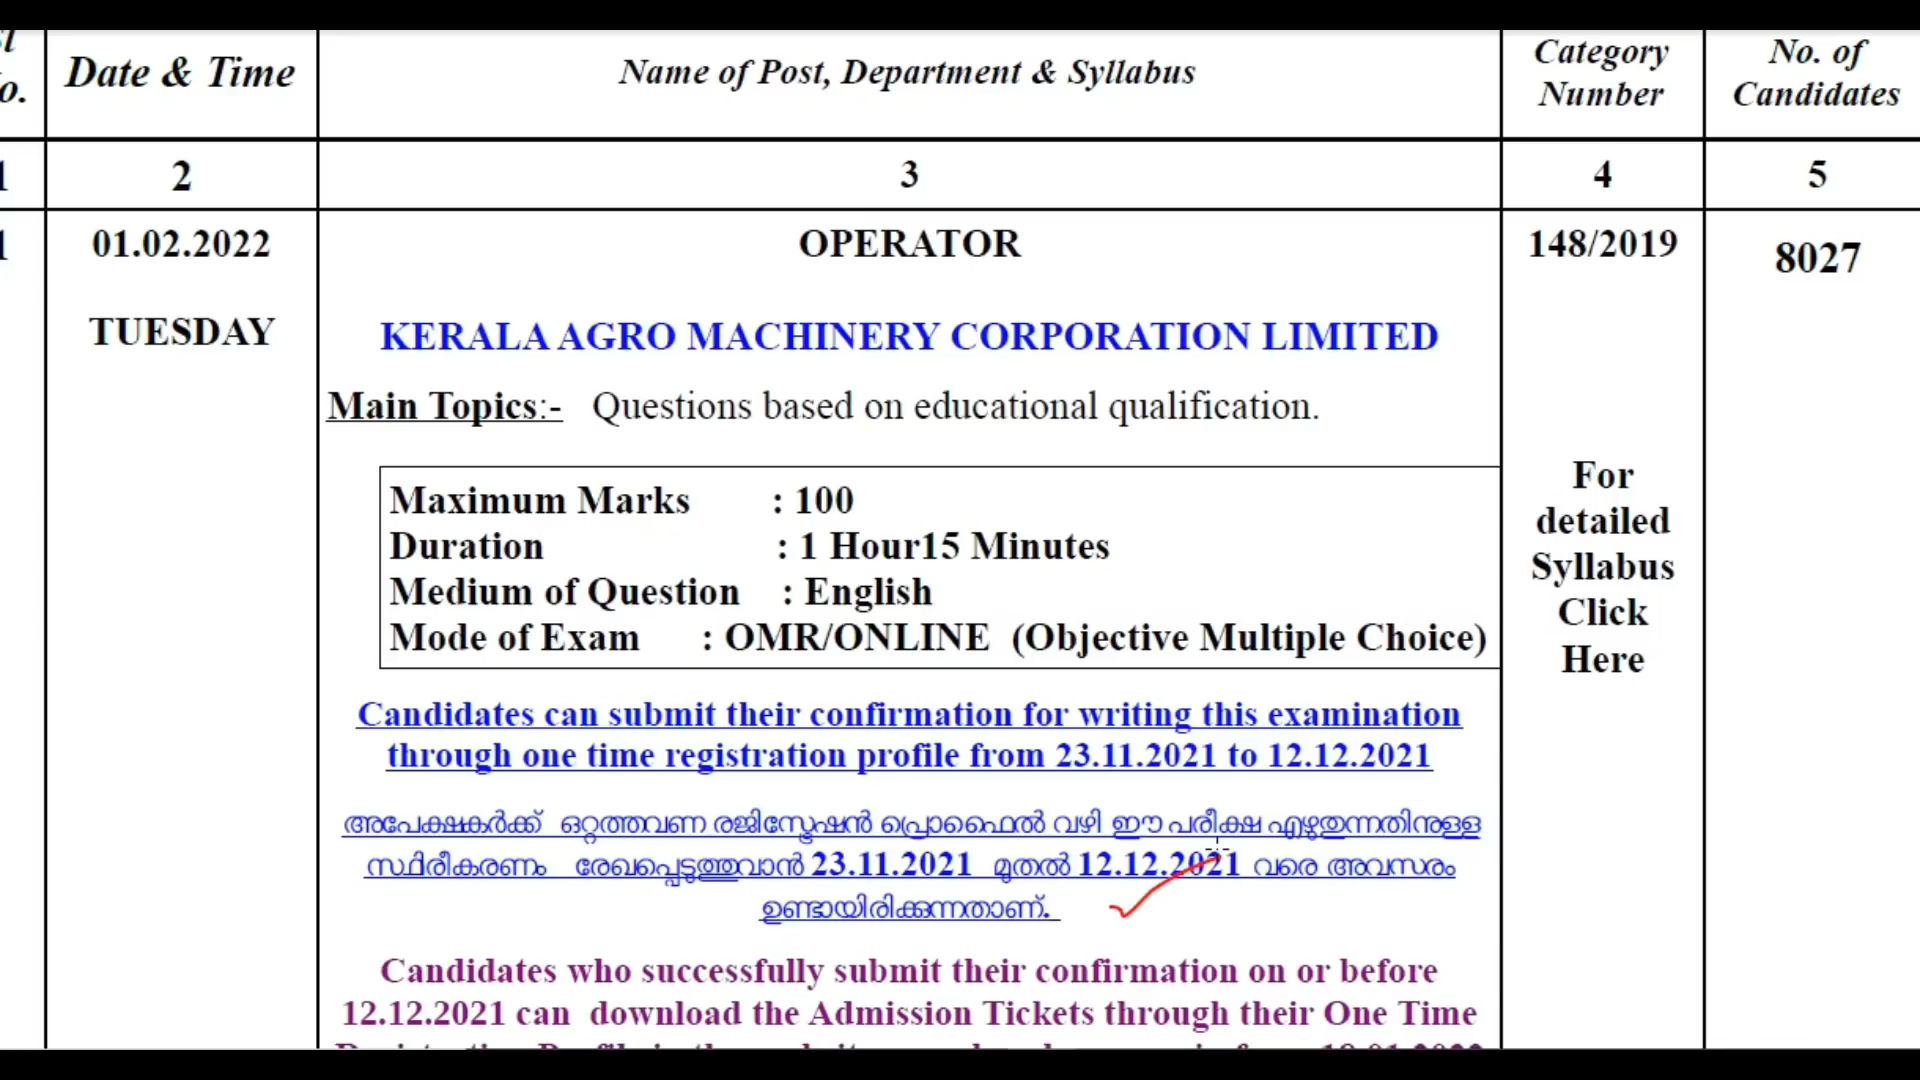 Date & Time
Name of Post, Department & Syllabus
Category
Number
No. of
Candidates
1
2
3
4
5
1
01.02.2022
TUESDAY
OPERATOR
KERALA AGRO MACHINERY CORPORATION LIMITED
Main Topics:- Questions based on educational qualification.
Maximum Marks : 100
Duration : 1 Hour15 Minutes
Medium of Question : English
Mode of Exam : OMR/ONLINE (Objective Multiple Choice)
Candidates can submit their confirmation for writing this examination
through one time registration profile from 23.11.2021 to 12.12.2021
അപേക്ഷകർക്ക് ഒറ്റത്തവണ രജിസ്ട്രേഷൻ പ്രൊഫൈൽ വഴി ഈ പരീക്ഷ എഴുതുന്നതിനുള്ള
സ്ഥിരീകരണം രേഖപ്പെടുത്തുവാൻ 23.11.2021 മുതൽ 12.12.2021 വരെ അവസരം
ഉണ്ടായിരിക്കുന്നതാണ്.
Candidates who successfully submit their confirmation on or before
12.12.2021 can download the Admission Tickets through their One Time
148/2019
For
detailed
Syllabus
Click
Here
8027